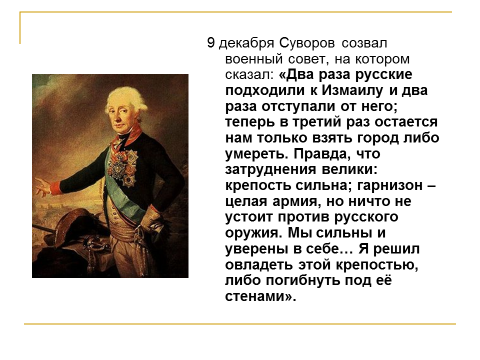 9 декабря Суворов созвал
военный совет, на котором
сказал: «Два раза русские
подходили к Измаилу и два
раза отступали от него;
теперь в третий раз остается
нам только взять город либо
умереть. Правда, что
затруднения велики:
крепость сильна; гарнизон –
целая армия, но ничто не
устоит против русского
оружия. Мы сильны и
уверены в себе… Я решил
овладеть этой крепостью,
либо погибнуть под её
стенами».